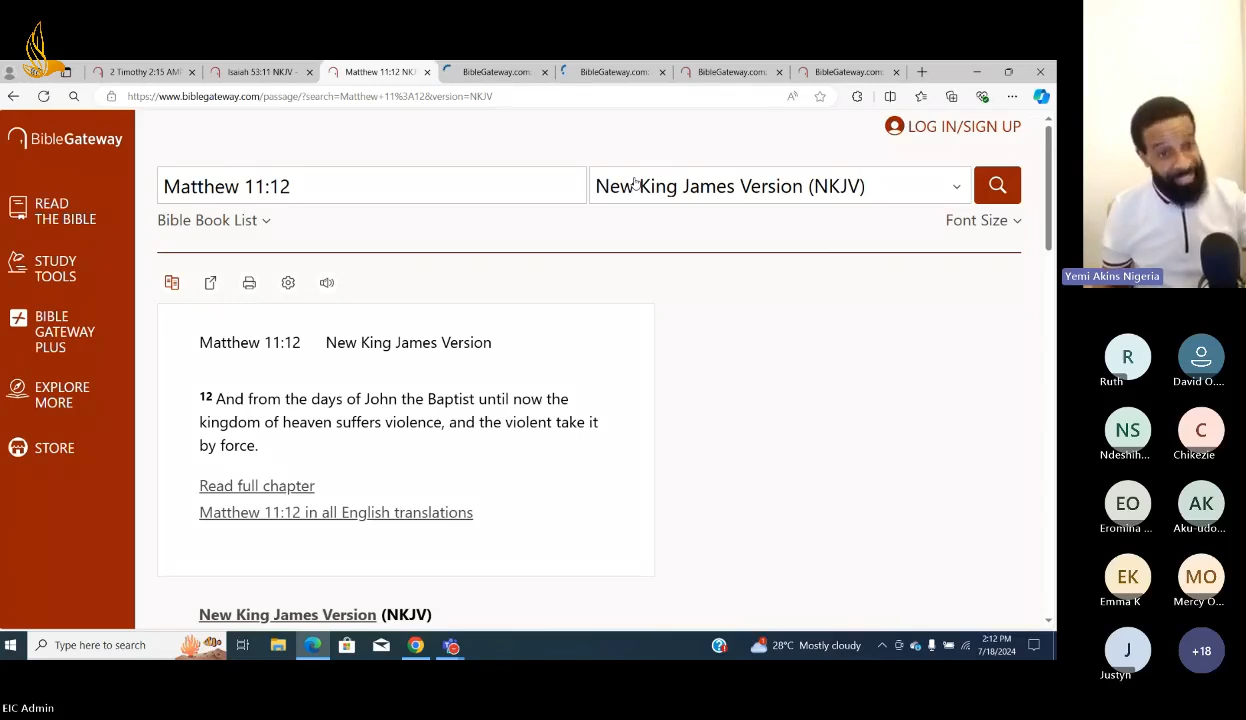 2 Timothy 2:15 AMP
Isaiah 53:11 NKJV -
Matthew 11:12 NKJ
BibleGateway.com
BibleGateway.com
BibleGateway.com
BibleGateway.com
https://www.biblegateway.com/passage/?search=Matthew+11%3A12&version=NKJV
BibleGateway
LOG IN/SIGN UP
Matthew 11:12
New King James Version (NKJV)
Bible Book List
Font Size
READ
THE BIBLE
STUDY
TOOLS
BIBLE
GATEWAY
PLUS
EXPLORE
MORE
STORE
Matthew 11:12 New King James Version
12 And from the days of John the Baptist until now the
kingdom of heaven suffers violence, and the violent take it
by force.
Read full chapter
Matthew 11:12 in all English translations
New King James Version (NKJV)
Type here to search
28°C Mostly cloudy
2:12 PM
7/18/2024
Yemi Akins Nigeria
R
Ruth
David O....
NS
C
Ndeshih...
Chikezie
EO
AK
Eromina ...
Aku-udo...
EK
MO
Emma K
Mercy O...
J
+18
Justyn
EIC Admin